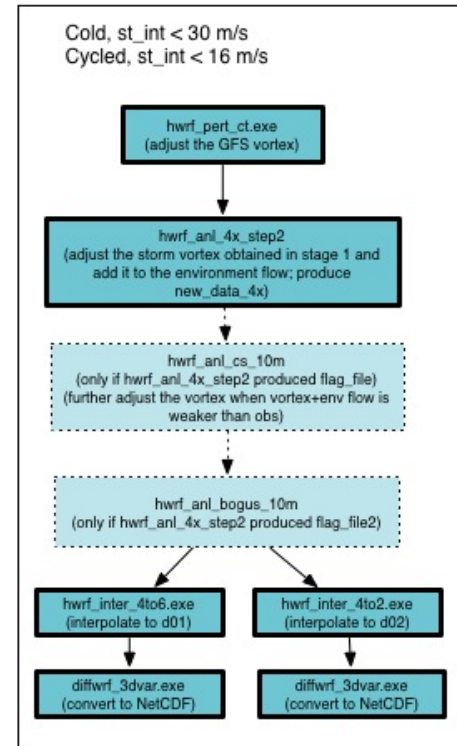 Cold, st_int < 30 m/s
Cycled, st_int < 16 m/s
hwrf_pert_ct.exe
(adjust the GFS vortex)
hwrf_anl_4x_step2
(adjust the storm vortex obtained in stage 1 and
add it to the environment flow; produce
new_data_4x)
hwrf_anl_cs_10m
(only if hwrf_anl_4x_step2 produced flag_file)
(further adjust the vortex when vortex+env flow is
weaker than obs)
hwrf_anl_bogus_10m
(only if hwrf_anl_4x_step2 produced flag_file2)
hwrf_inter_4to6.exe
(interpolate to d01)
hwrf_inter_4to2.exe
(interpolate to d02)
diffwrf_3dvar.exe
(convert to NetCDF)
diffwrf_3dvar.exe
(convert to NetCDF)